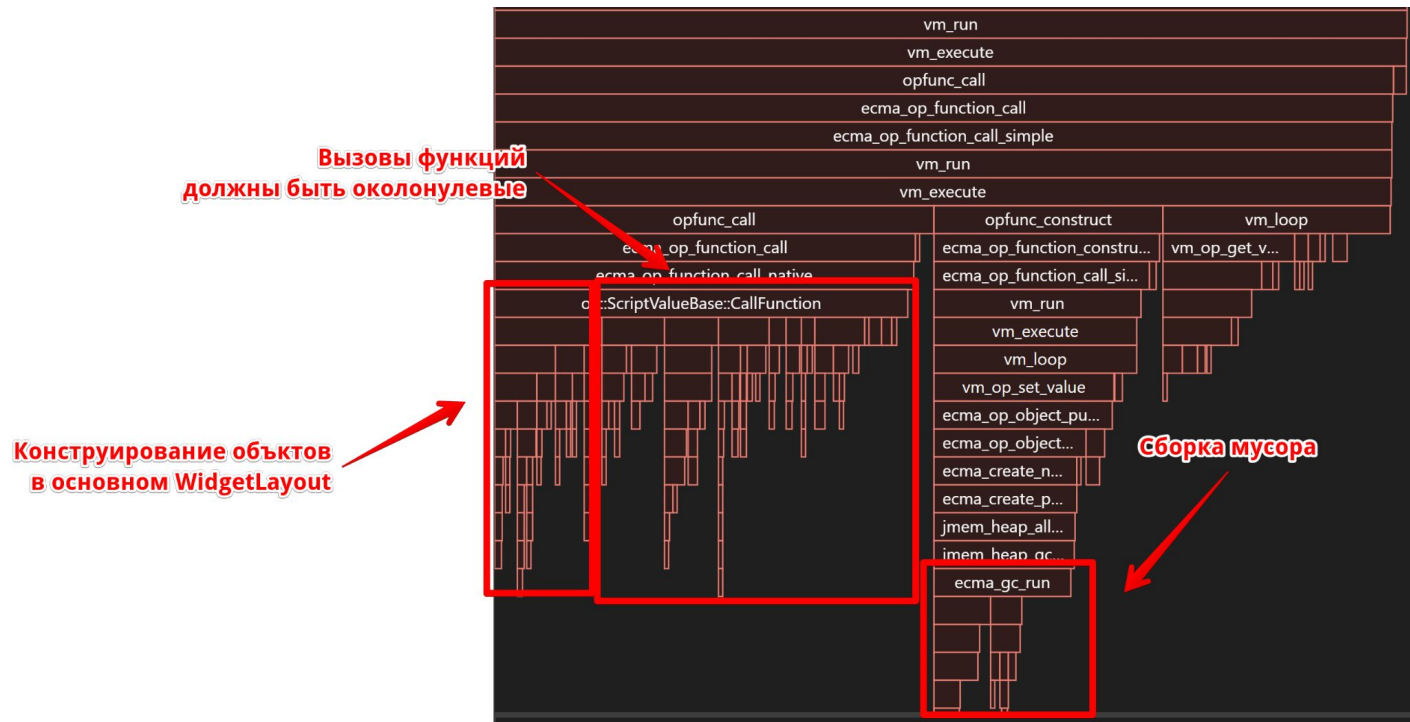 vm_run
vm_execute
opfunc_call
ecma_op_function_call
ecma_op_function_call_simple
vm_run
vm_execute
opfunc_call opfunc_construct vm_loop
ecma_op_function_call ecma_op_function_constru... vm_op_get_v...
ecma_op_function_call_native ecma_op_function_call_si...
::ScriptValueBase::CallFunction vm_run
vm_execute
vm_loop
vm_op_set_value
ecma_op_object_pu...
ecma_op_object...
ecma_create_n...
ecma_create_p...
jmem_heap_all...
jmem_heap_gc...
ecma_gc_run
Вызовы функций
должны быть околонулевые
Конструирование объктов
в основном WidgetLayout
Сборка мусора